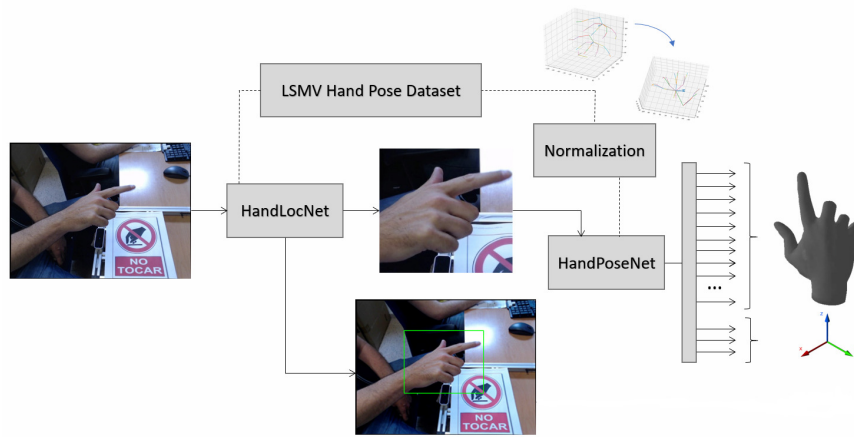 LSMV Hand Pose Dataset
Normalization
HandLocNet
HandPoseNet
NO
TOCAR
NO
TOCAR
...
z
x